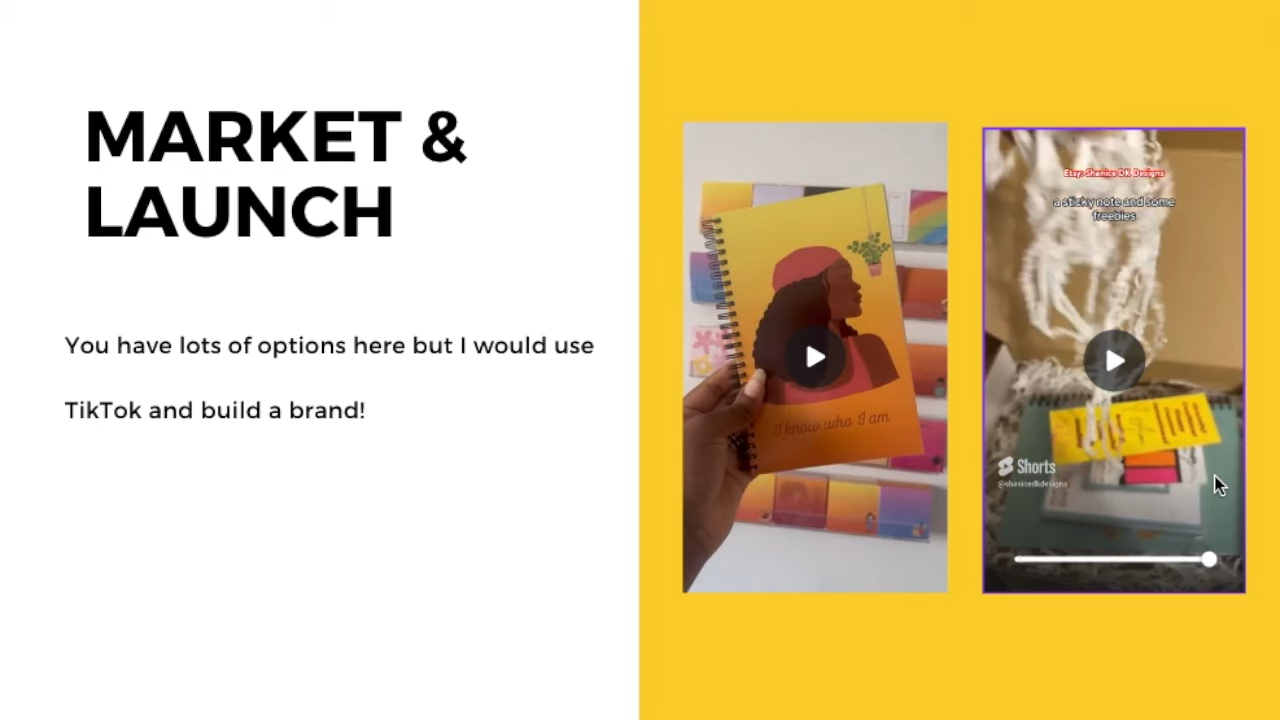 MARKET &
LAUNCH
You have lots of options here but I would use
TikTok and build a brand!
I know who I am
Etsy: Shanice DK Designs
a sticky note and some
freebies
Shorts
@shanicedkdesigns